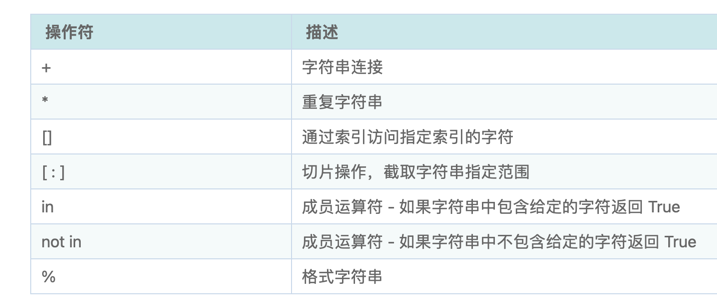 操作符 描述
+ 字符串连接
* 重复字符串
[] 通过索引访问指定索引的字符
[ : ] 切片操作，截取字符串指定范围
in 成员运算符 - 如果字符串中包含给定的字符返回 True
not in 成员运算符 - 如果字符串中不包含给定的字符返回 True
% 格式字符串